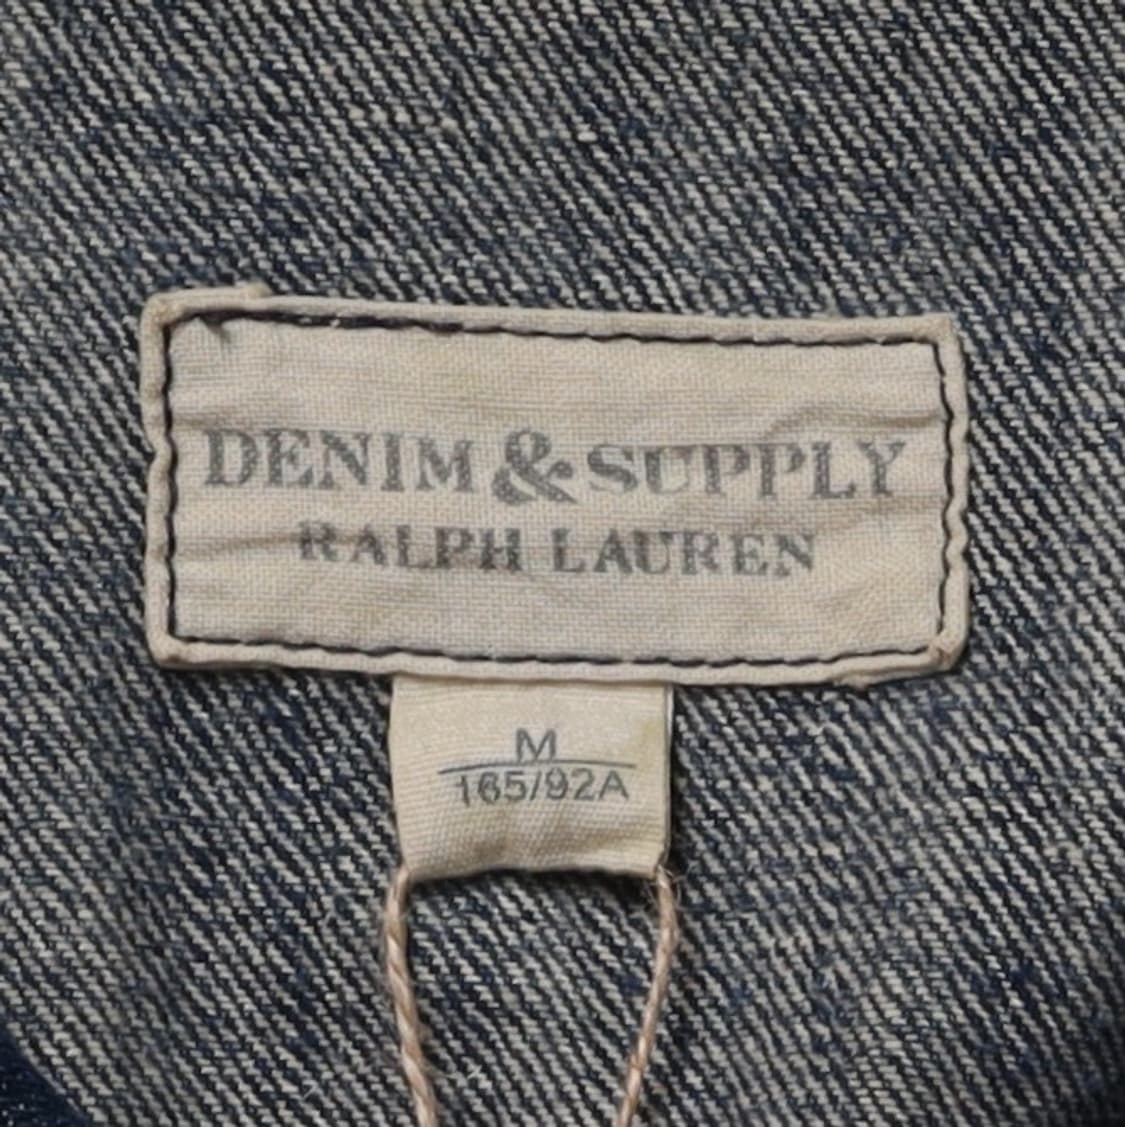 DENIM & SUPPLY
RALPH LAUREN
M
165/92A